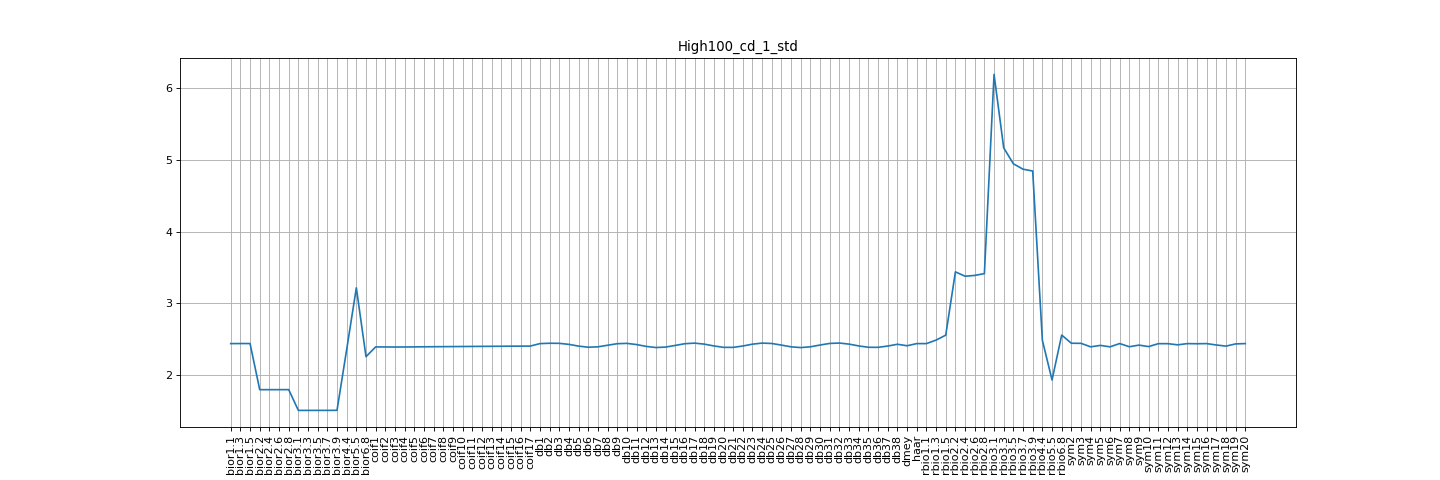 High100_cd_1_std
6
5
4
3
2
bior1.1
bior1.3
bior1.5
bior2.2
bior2.4
bior2.6
bior2.8
bior3.1
bior3.3
bior3.5
bior3.7
bior3.9
bior4.4
bior5.5
bior6.8
coif1
coif2
coif3
coif4
coif5
coif6
coif7
coif8
coif9
coif10
coif11
coif12
coif13
coif14
coif15
coif16
coif17
db1
db2
db3
db4
db5
db6
db7
db8
db9
db10
db11
db12
db13
db14
db15
db16
db17
db18
db19
db20
db21
db22
db23
db24
db25
db26
db27
db28
db29
db30
db31
db32
db33
db34
db35
db36
db37
db38
dmey
haar
rbio1.1
rbio1.3
rbio1.5
rbio2.2
rbio2.4
rbio2.6
rbio2.8
rbio3.1
rbio3.3
rbio3.5
rbio3.7
rbio3.9
rbio4.4
rbio5.5
rbio6.8
sym2
sym3
sym4
sym5
sym6
sym7
sym8
sym9
sym10
sym11
sym12
sym13
sym14
sym15
sym16
sym17
sym18
sym19
sym20